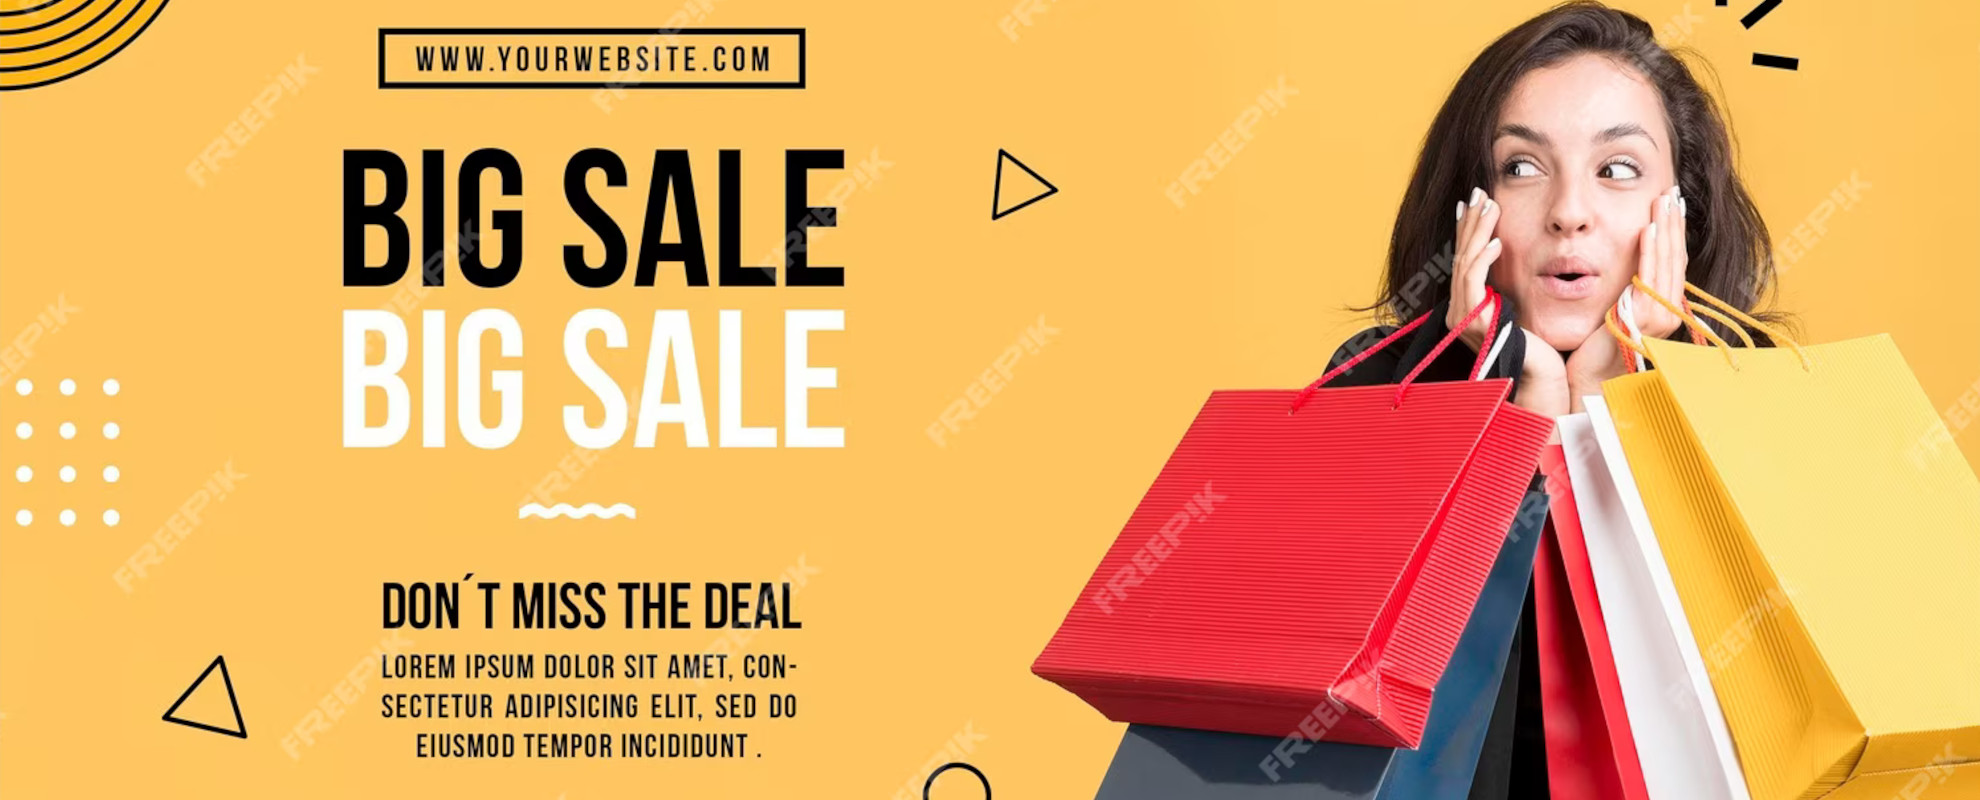 WWW.YOURWEBSITE.COM
BIG SALE
BIG SALE
DON´T MISS THE DEAL
LOREM IPSUM DOLOR SIT AMET, CON-
SECTETUR ADIPISICING ELIT, SED DO
EIUSMOD TEMPOR INCIDIDUNT .
FREEPIK